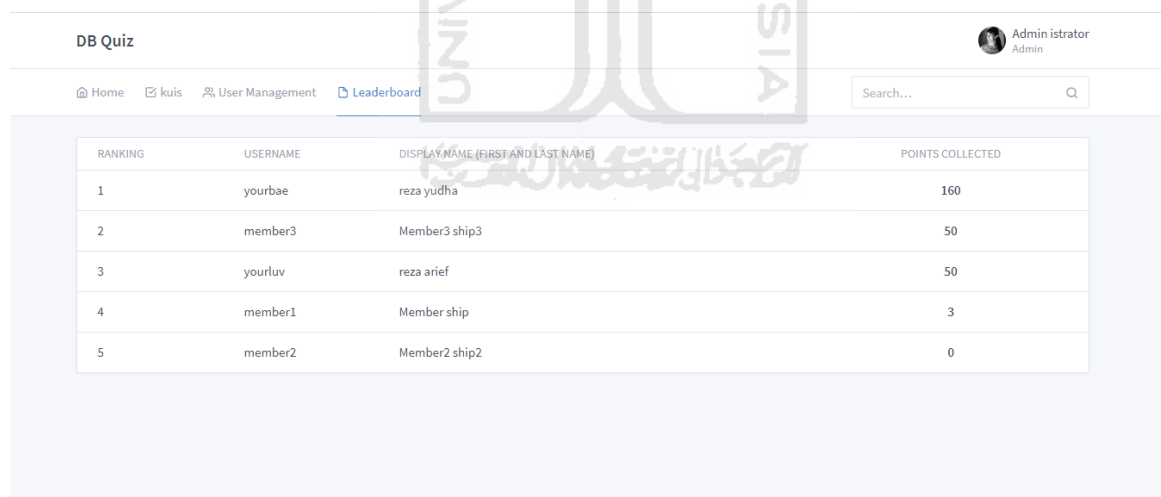 DB Quiz
Admin istrator
Admin
Home kuis User Management Leaderboard
Search...
RANKING USERNAME DISPLAY NAME (FIRST AND LAST NAME) POINTS COLLECTED
1 yourbae reza yudha 160
2 member3 Member3 ship3 50
3 yourluv reza arief 50
4 member1 Member ship 3
5 member2 Member2 ship2 0